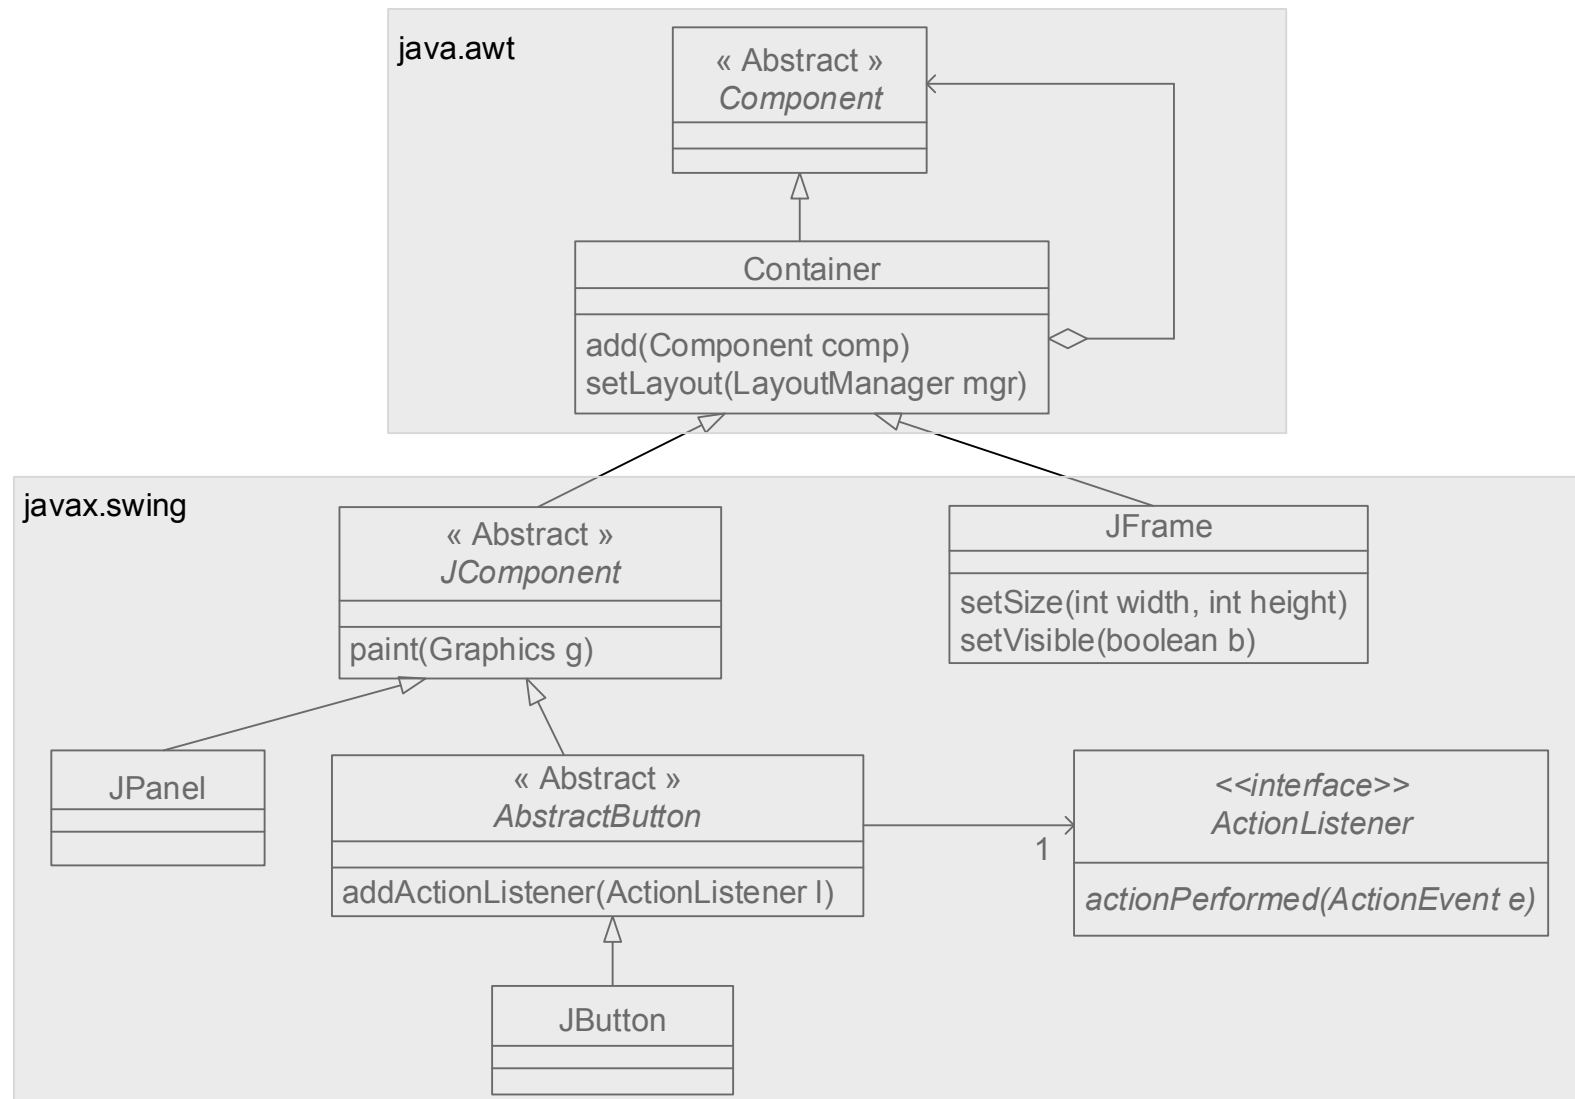 java.awt
« Abstract »
Component
Container
add(Component comp)
setLayout(LayoutManager mgr)
javax.swing
« Abstract »
JComponent
paint(Graphics g)
JFrame
setSize(int width, int height)
setVisible(boolean b)
JPanel
« Abstract »
AbstractButton
addActionListener(ActionListener l)
1
<<interface>>
ActionListener
actionPerformed(ActionEvent e)
JButton